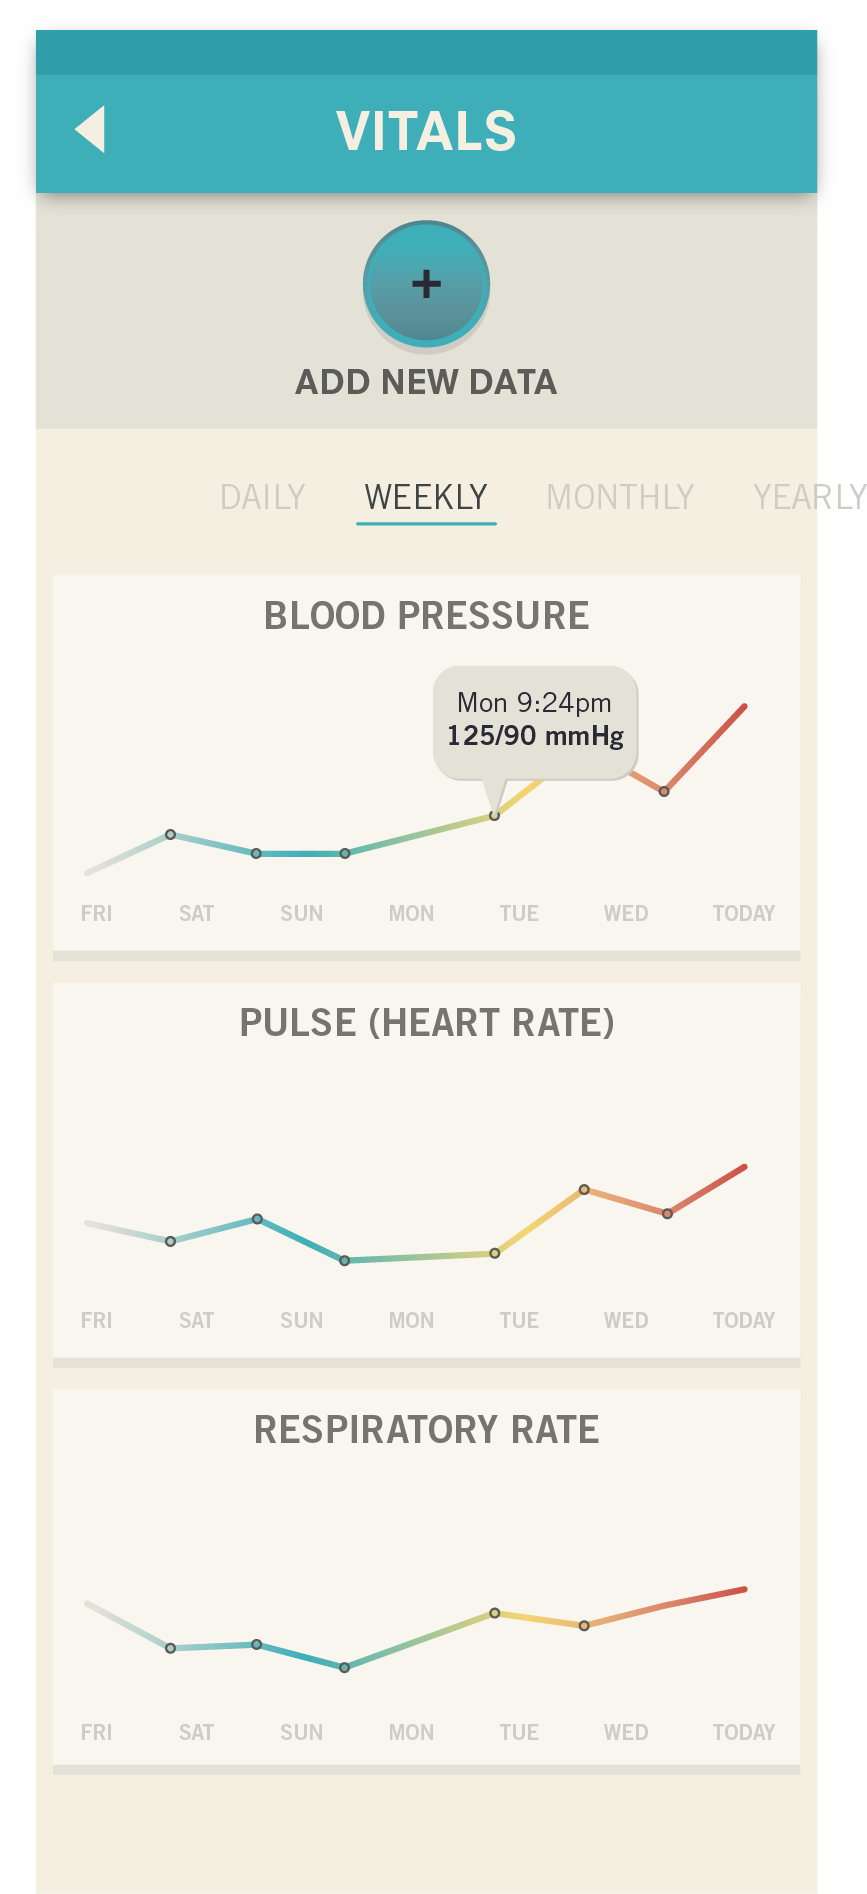 VITALS
+
ADD NEW DATA
DAILY WEEKLY MONTHLY YEARLY
BLOOD PRESSURE
Mon 9:24pm
125/90 mmHg
FRI SAT SUN MON TUE WED TODAY
PULSE (HEART RATE)
FRI SAT SUN MON TUE WED TODAY
RESPIRATORY RATE
FRI SAT SUN MON TUE WED TODAY